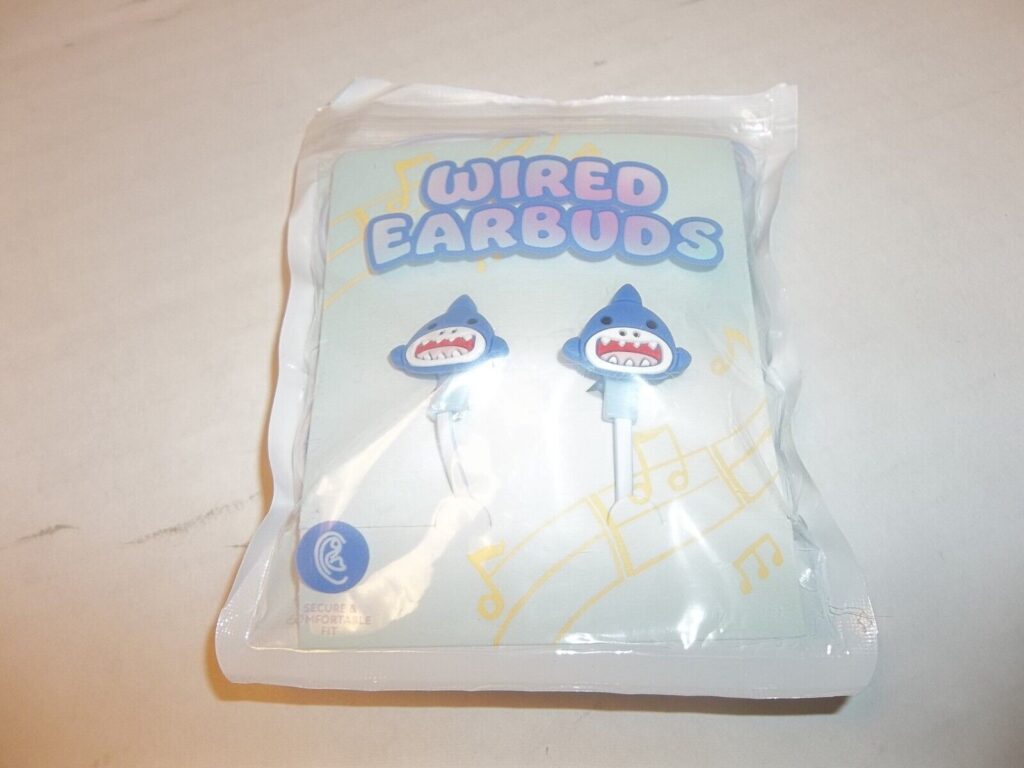 WIRED
EARBUDS
SECURE &
COMFORTABLE
FIT